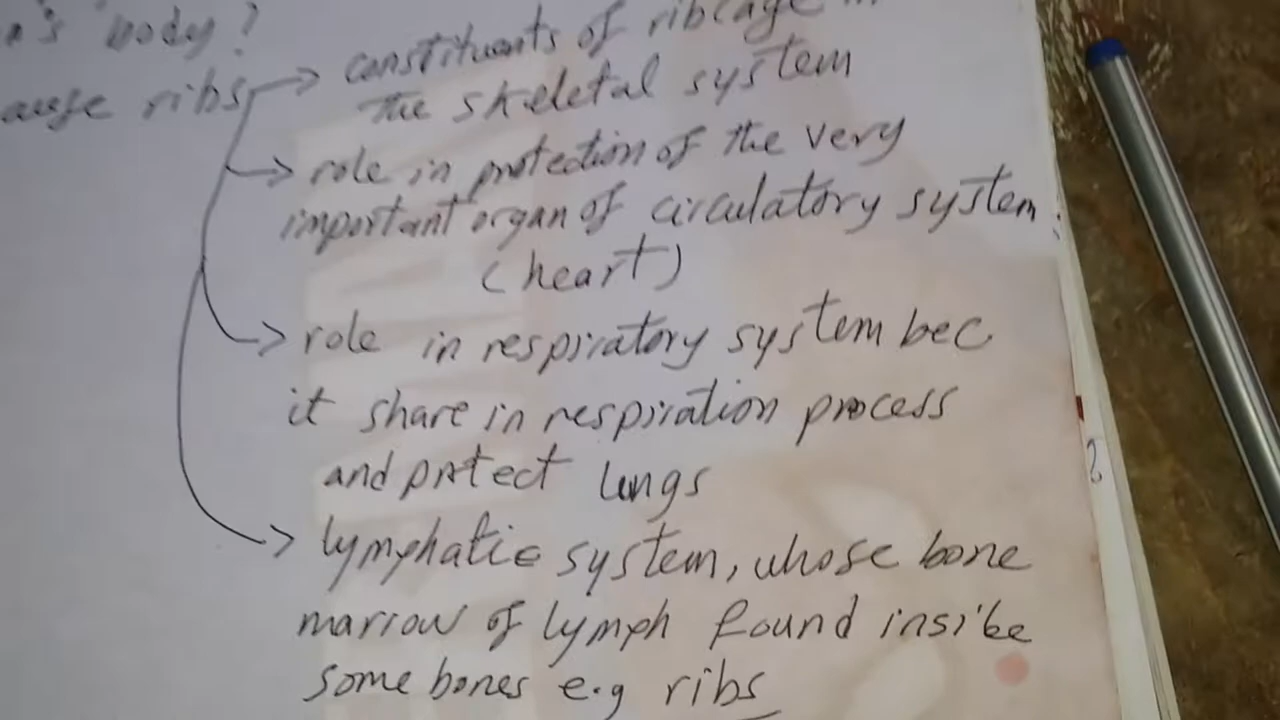 body?
constituents of ribcage in
ause ribs → the skeletal system
→ role in protection of the very
important organ of circulatory system
(heart)
→ role in respiratory system bec
it share in respiration process
and protect lungs
→ lymphatic system, whose bone
marrow of lymph found insibe
some bones e.g ribs